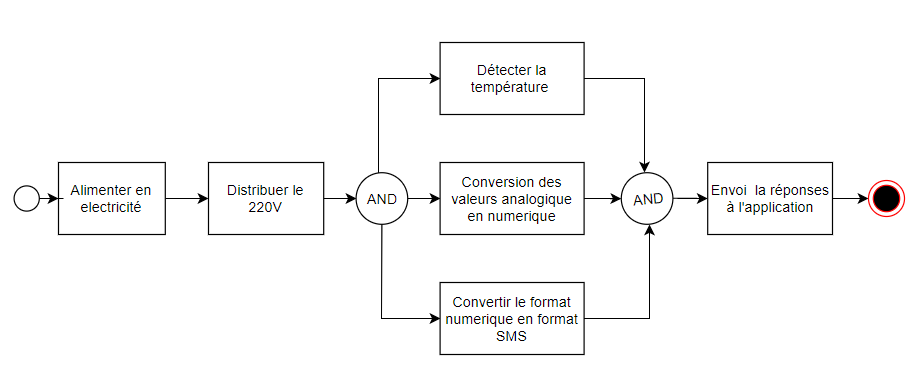 Alimenter en
electricité
Distribuer le
220V
AND
Détecter la
température
Conversion des
valeurs analogique
en numerique
Convertir le format
numerique en format
SMS
AND
Envoi  la réponses
à l'application